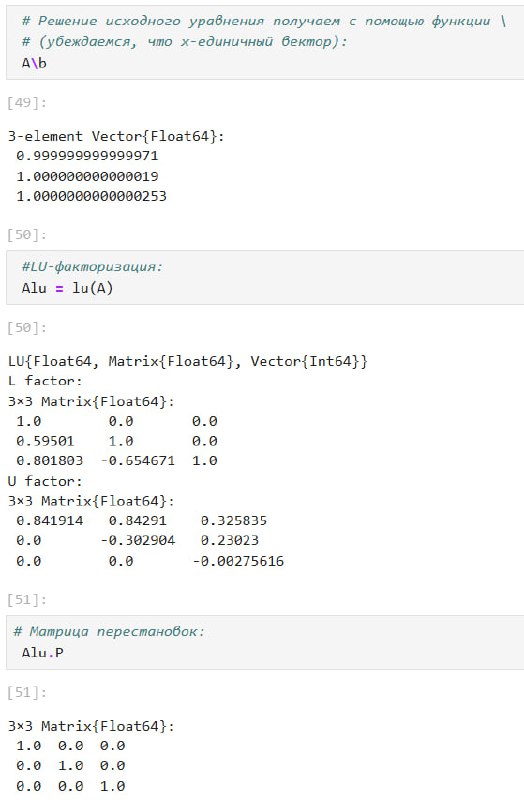 # Решение исходного уравнения получаем с помощью функции \
# (убеждаемся, что x-единичный вектор):
A\b
[49]:
3-element Vector{Float64}:
0.999999999999971
1.000000000000019
1.0000000000000253
[50]:
#LU-факторизация:
Alu = lu(A)
[50]:
LU{Float64, Matrix{Float64}, Vector{Int64}}
L factor:
3×3 Matrix{Float64}:
1.0 0.0 0.0
0.59501 1.0 0.0
0.801803 -0.654671 1.0
U factor:
3×3 Matrix{Float64}:
0.841914 0.84291 0.325835
0.0 -0.302904 0.23023
0.0 0.0 -0.00275616
[51]:
# Матрица перестановок:
Alu.P
[51]:
3×3 Matrix{Float64}:
1.0 0.0 0.0
0.0 1.0 0.0
0.0 0.0 1.0